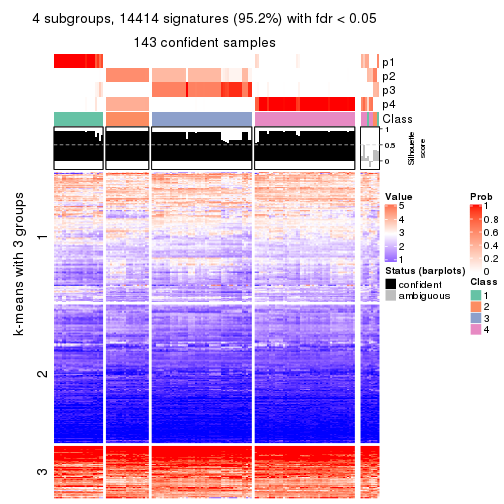 4 subgroups, 14414 signatures (95.2%) with fdr < 0.05
143 confident samples
p1
p2
p3
p4
Class
1
0.5
0
Silhouette
score
k-means with 3 groups
1
2
3
Value
5
4
3
2
1
Status (barplots)
confident
ambiguous
Prob
1
0.8
0.6
0.4
0.2
0
Class
1
2
3
4